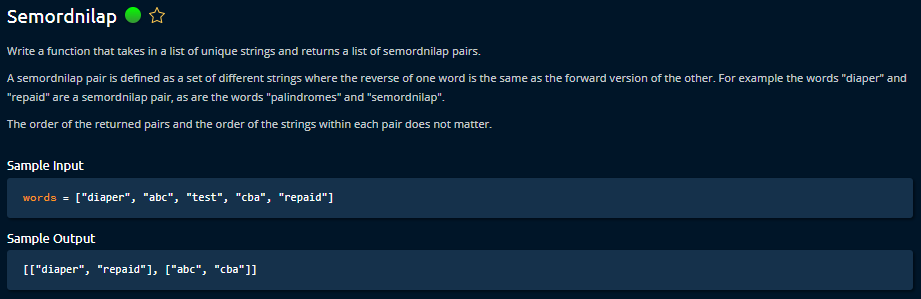 Semordnilap
Write a function that takes in a list of unique strings and returns a list of semordnilap pairs.
A semordnilap pair is defined as a set of different strings where the reverse of one word is the same as the forward version of the other. For example the words "diaper" and
"repaid" are a semordnilap pair, as are the words "palindromes" and "semordnilap".
The order of the returned pairs and the order of the strings within each pair does not matter.
Sample Input
words = ["diaper", "abc", "test", "cba", "repaid"]
Sample Output
[["diaper", "repaid"], ["abc", "cba"]]